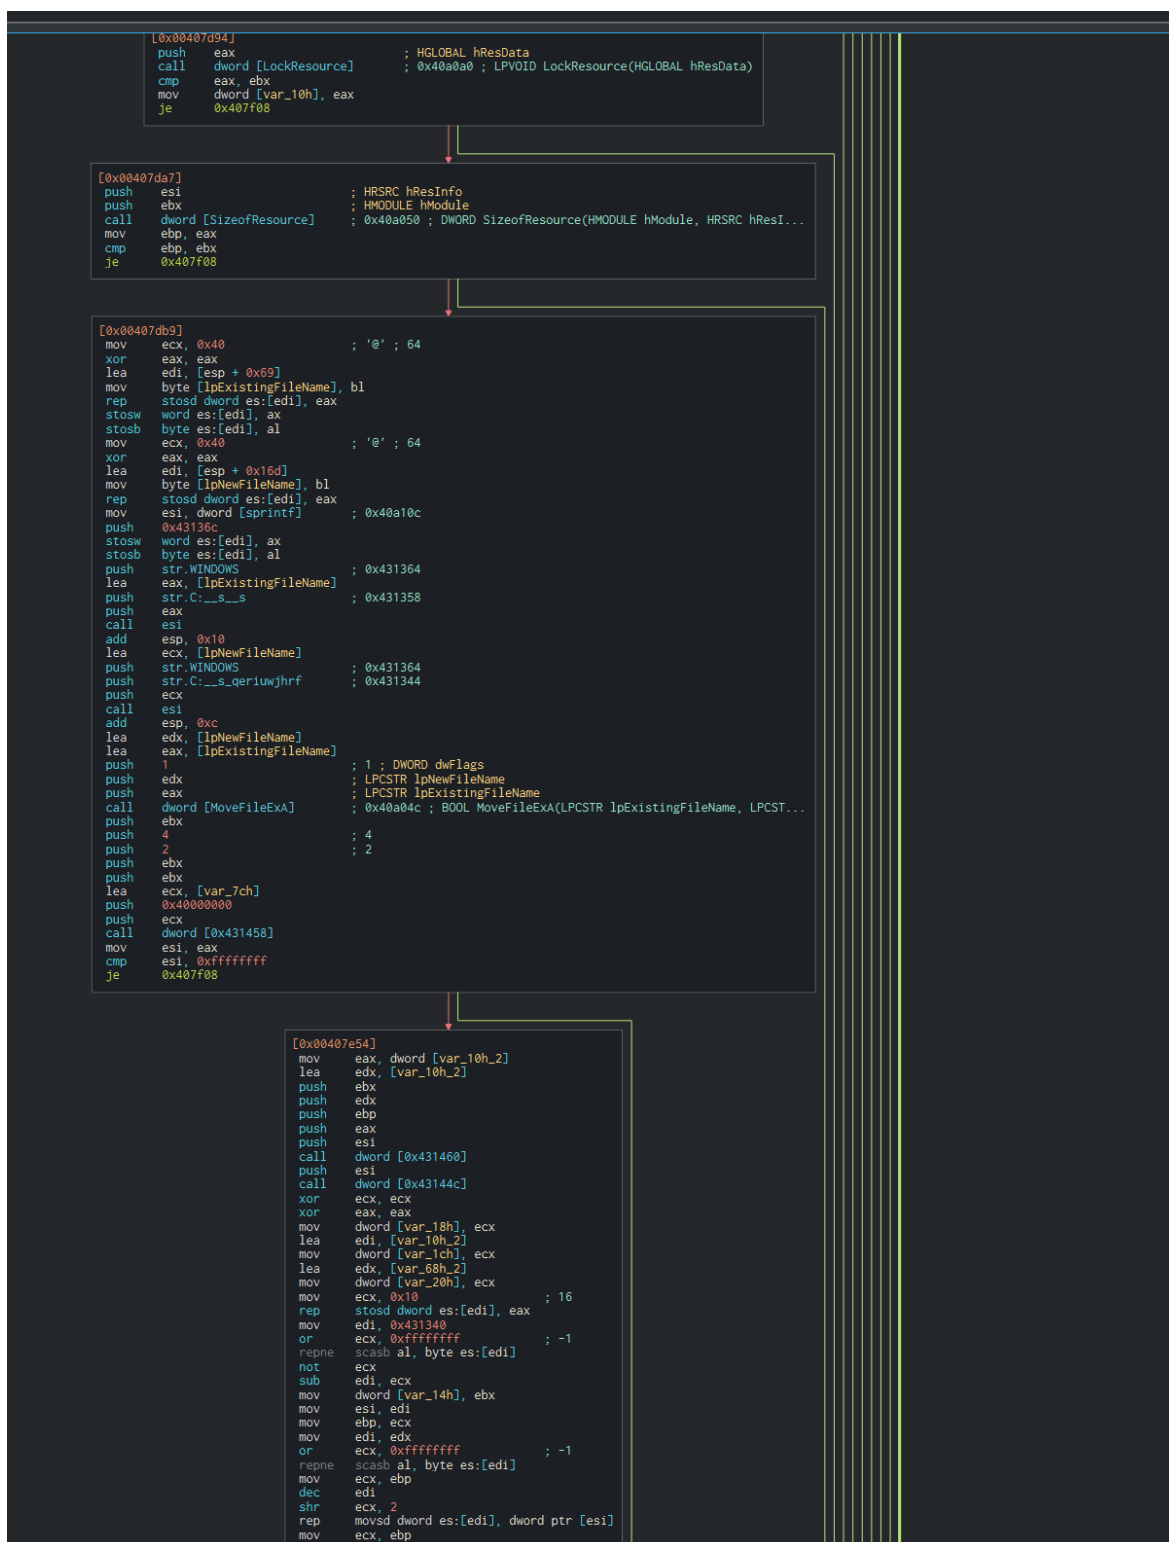 [0x00407d94]
push eax ; HGLOBAL hResData
call dword [LockResource] ; 0x40a0a0 ; LPVOID LockResource(HGLOBAL hResData)
cmp eax, ebx
mov dword [var_10h], eax
je 0x407f08
[0x00407da7]
push esi ; HRSRC hResInfo
push ebx ; HMODULE hModule
call dword [SizeofResource] ; 0x40a050 ; DWORD SizeofResource(HMODULE hModule, HRSRC hResI...
mov ebp, eax
cmp ebp, ebx
je 0x407f08
[0x00407db9]
mov ecx, 0x40 ; '@' ; 64
xor eax, eax
lea edi, [esp + 0x69]
mov byte [lpExistingFileName], bl
rep stosd dword es:[edi], eax
stosw word es:[edi], ax
stosb byte es:[edi], al
mov ecx, 0x40 ; '@' ; 64
xor eax, eax
lea edi, [esp + 0x16d]
mov byte [lpNewFileName], bl
rep stosd dword es:[edi], eax
mov esi, dword [sprintf] ; 0x40a10c
push 0x43136c
stosw word es:[edi], ax
stosb byte es:[edi], al
push str.WINDOWS ; 0x431364
lea eax, [lpExistingFileName]
push str.C:__s__s ; 0x431358
push eax
call esi
add esp, 0x10
lea ecx, [lpNewFileName]
push str.WINDOWS ; 0x431364
push str.C:__s_qeriuwjhrf ; 0x431344
push ecx
call esi
add esp, 0xc
lea edx, [lpNewFileName]
lea eax, [lpExistingFileName]
push 1 ; 1 ; DWORD dwFlags
push edx ; LPCSTR lpNewFileName
push eax ; LPCSTR lpExistingFileName
call dword [MoveFileExA] ; 0x40a04c ; BOOL MoveFileExA(LPCSTR lpExistingFileName, LPCST...
push ebx
push 4 ; 4
push 2 ; 2
push ebx
push ebx
lea ecx, [var_7ch]
push 0x40000000
push ecx
call dword [0x431458]
mov esi, eax
cmp esi, 0xffffffff
je 0x407f08
[0x00407e54]
mov eax, dword [var_10h_2]
lea edx, [var_10h_2]
push ebx
push edx
push ebp
push eax
push esi
call dword [0x431460]
push esi
call dword [0x43144c]
xor ecx, ecx
xor eax, eax
mov dword [var_18h], ecx
lea edi, [var_10h_2]
mov dword [var_1ch], ecx
lea edx, [var_68h_2]
mov dword [var_20h], ecx
mov ecx, 0x10 ; 16
rep stosd dword es:[edi], eax
mov edi, 0x431340
or ecx, 0xffffffff ; -1
repne scasb al, byte es:[edi]
not ecx
sub edi, ecx
mov dword [var_14h], ebx
mov esi, edi
mov ebp, ecx
mov edi, edx
or ecx, 0xffffffff ; -1
repne scasb al, byte es:[edi]
mov ecx, ebp
dec edi
shr ecx, 2
rep movsd dword es:[edi], dword ptr [esi]
mov ecx, ebp